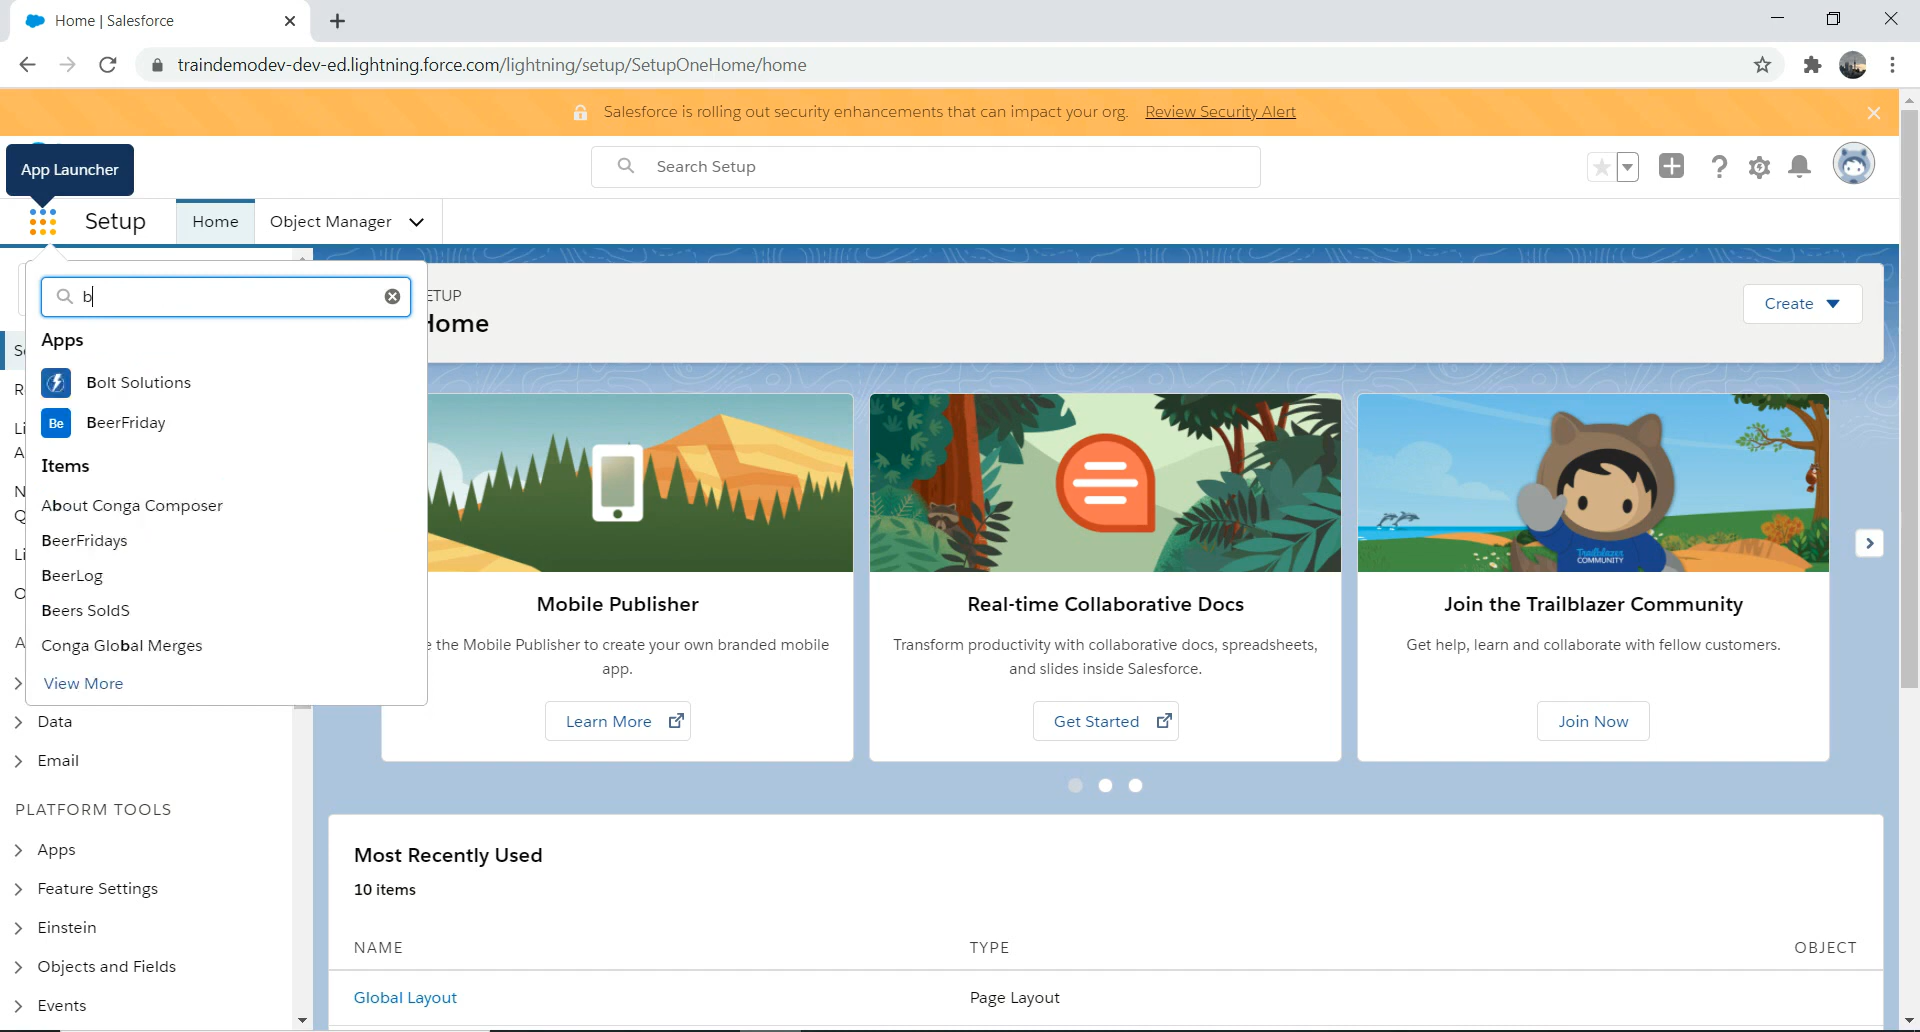 Home | Salesforce
traindemodev-dev-ed.lightning.force.com/lightning/setup/SetupOneHome/home
Salesforce is rolling out security enhancements that can impact your org. Review Security Alert
App Launcher
Search Setup
Setup
Home
Object Manager
b
Apps
Bolt Solutions
Be
BeerFriday
Items
About Conga Composer
BeerFridays
BeerLog
Beers SoldS
Conga Global Merges
View More
Data
Email
PLATFORM TOOLS
Apps
Feature Settings
Einstein
Objects and Fields
Events
ETUP
Home
Create
Mobile Publisher
the Mobile Publisher to create your own branded mobile
app.
Learn More
Real-time Collaborative Docs
Transform productivity with collaborative docs, spreadsheets,
and slides inside Salesforce.
Get Started
Trailblazer
COMMUNITY
Join the Trailblazer Community
Get help, learn and collaborate with fellow customers.
Join Now
Most Recently Used
10 items
NAME TYPE OBJECT
Global Layout Page Layout